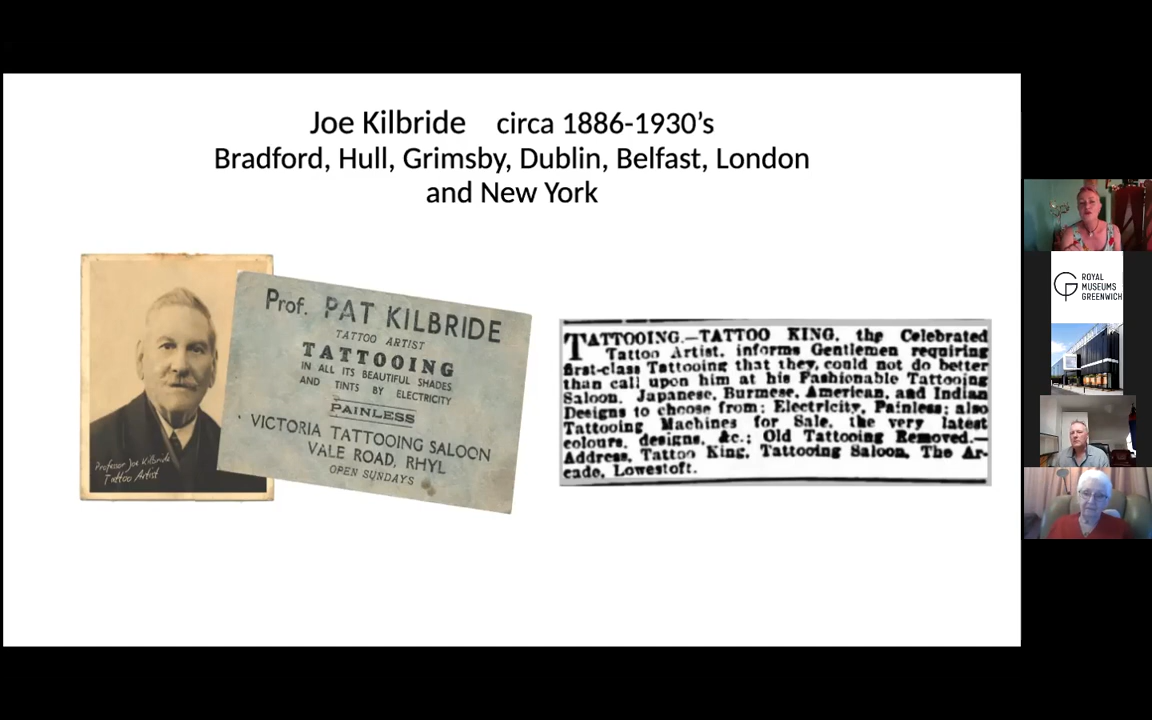 Joe Kilbride circa 1886-1930’s
Bradford, Hull, Grimsby, Dublin, Belfast, London
and New York
Professor Joe Kilbride
Tattoo Artist
Prof. PAT KILBRIDE
TATTOO ARTIST
TATTOOING
IN ALL ITS BEAUTIFUL SHADES
AND TINTS BY ELECTRICITY
PAINLESS
VICTORIA TATTOOING SALOON
VALE ROAD, RHYL
OPEN SUNDAYS
TATTOOING.—TATTOO KING, the Celebrated
Tattoo Artist, informs Gentlemen requiring
first-class Tattooing that they could not do better
than call upon him at his Fashionable Tattooing
Saloon. Japanese, Burmese, American, and Indian
Designs to choose from; Electricity, Painless; also
Tattooing Machines for Sale, the very latest
colours, designs, &c.; Old Tattooing Removed.—
Address, Tattoo King, Tattooing Saloon, The Ar-
cade, Lowestoft.
ROYAL
MUSEUMS
GREENWICH